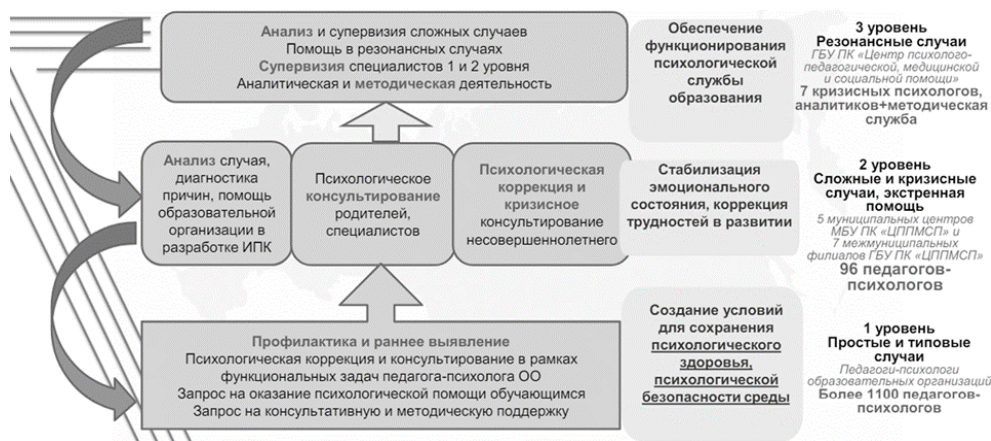 Анализ и супервизия сложных случаев
Помощь в резонансных случаях
Супервизия специалистов 1 и 2 уровня
Аналитическая и методическая деятельность
Обеспечение
функционирования
психологической
службы
образования
3 уровень
Резонансные случаи
ГБУ ПК «Центр психолого-
педагогической, медицинской
и социальной помощи»
7 кризисных психологов,
аналитиков+методическая
служба
Анализ случая,
диагностика
причин, помощь
образовательной
организации в
разработке ИПК
Психологическое
консультирование
родителей,
специалистов
Психологическая
коррекция и
кризисное
консультирование
несовершеннолетнего
Стабилизация
эмоционального
состояния, коррекция
трудностей в развитии
2 уровень
Сложные и кризисные
случаи, экстренная
помощь
5 муниципальных центров
МБУ ПК «ЦППМСП» и
7 межмуниципальных
филиалов ГБУ ПК «ЦППМСП»
96 педагогов-
психологов
Профилактика и раннее выявление
Психологическая коррекция и консультирование в рамках
функциональных задач педагога-психолога ОО
Запрос на оказание психологической помощи обучающимся
Запрос на консультативную и методическую поддержку
Создание условий
для сохранения
психологического
здоровья,
психологической
безопасности среды
1 уровень
Простые и типовые
случаи
Педагоги-психологи
образовательных организаций
Более 1100 педагогов-
психологов